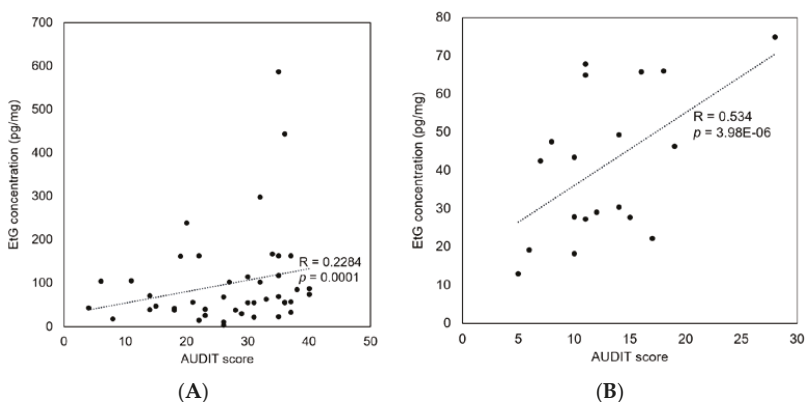 700
600
500
400
300
200
100
0
EtG concentration (pg/mg)
R = 0.2284
p = 0.0001
0 10 20 30 40 50
AUDIT score
(A)
80
70
60
50
40
30
20
10
0
EtG concentration (pg/mg)
R = 0.534
p = 3.98E-06
0 5 10 15 20 25 30
AUDIT score
(B)